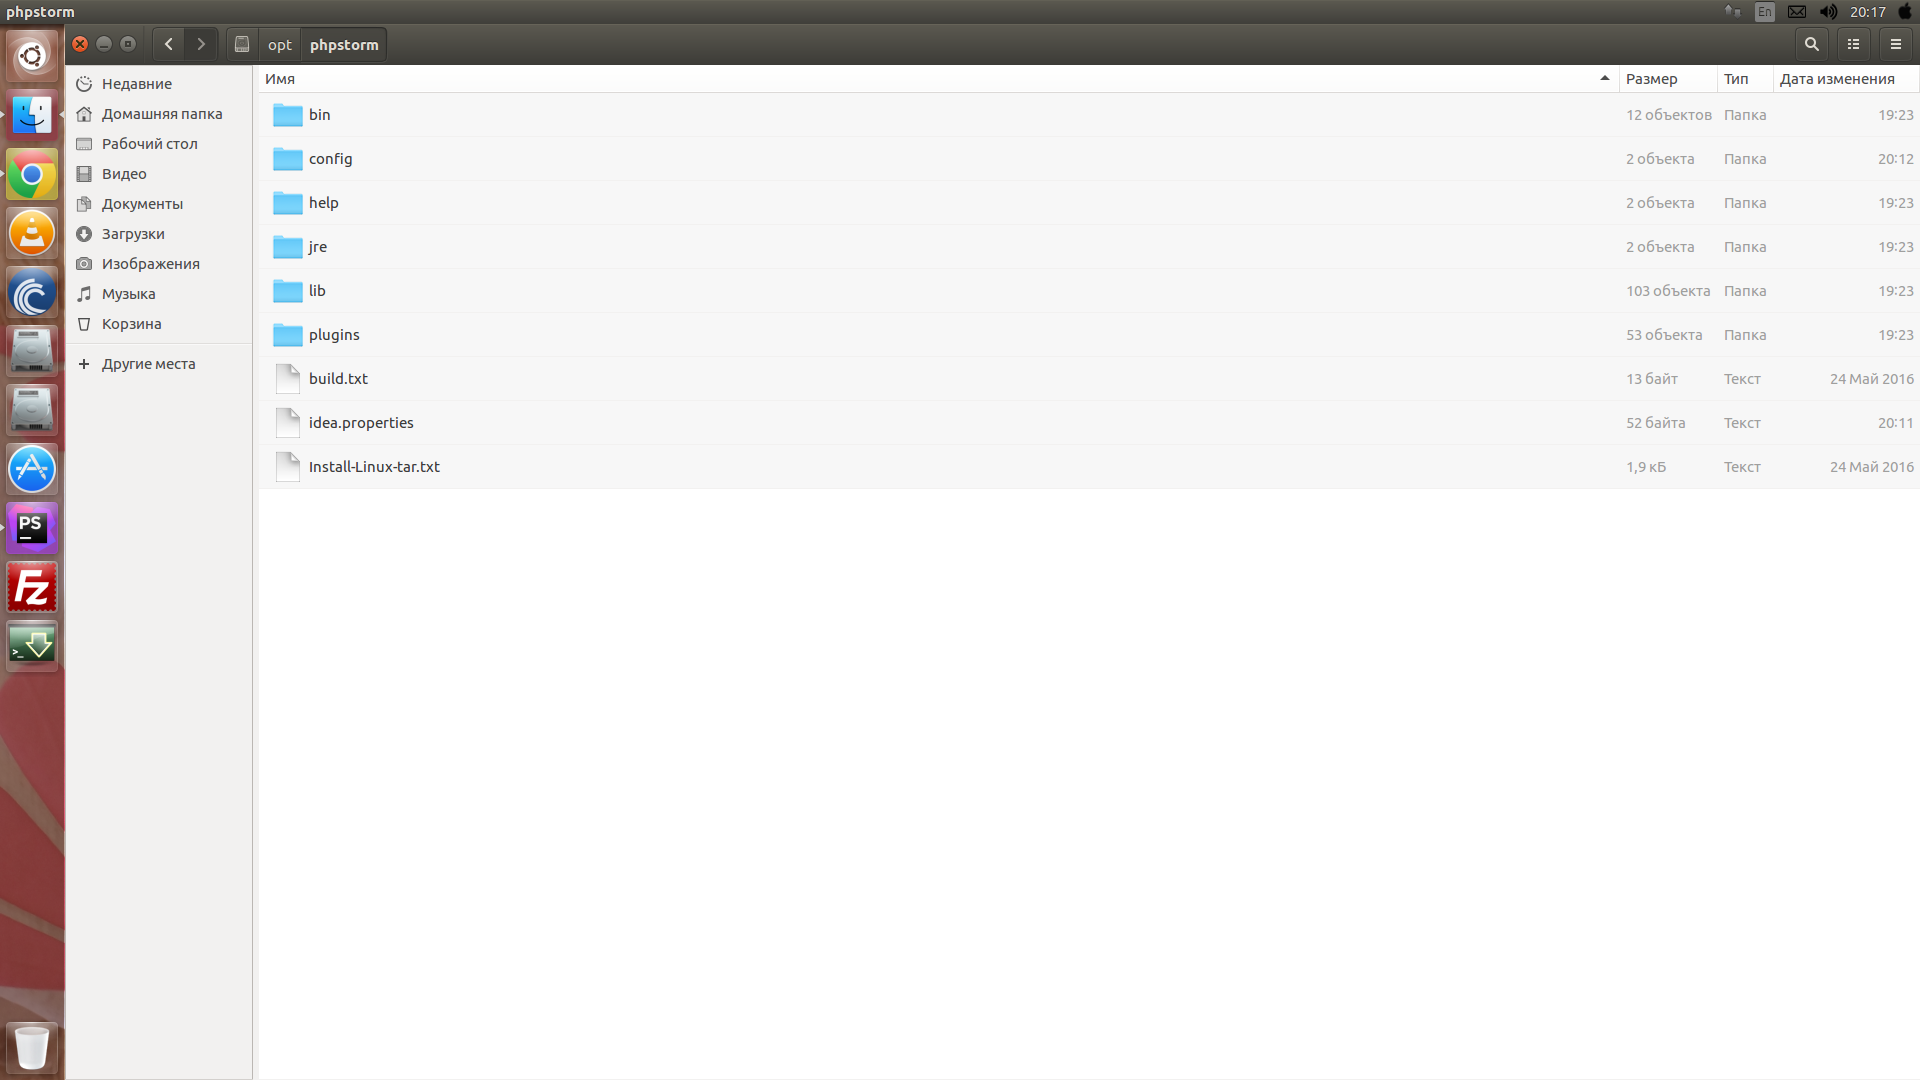 phpstorm
En
20:17
opt
phpstorm
Недавние
Домашняя папка
Рабочий стол
Видео
Документы
Загрузки
Изображения
Музыка
Корзина
Другие места
Имя Размер Тип Дата изменения
bin 12 объектов Папка 19:23
config 2 объекта Папка 20:12
help 2 объекта Папка 19:23
jre 2 объекта Папка 19:23
lib 103 объекта Папка 19:23
plugins 53 объекта Папка 19:23
build.txt 13 байт Текст 24 Май 2016
idea.properties 52 байта Текст 20:11
Install-Linux-tar.txt 1,9 кБ Текст 24 Май 2016
PS
Fz
>_